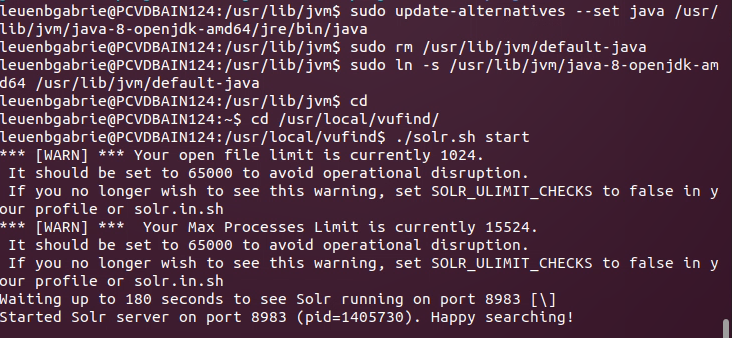 leuenbgabrie@PCVDBAIN124:/usr/lib/jvm$ sudo update-alternatives --set java /usr/
lib/jvm/java-8-openjdk-amd64/jre/bin/java
leuenbgabrie@PCVDBAIN124:/usr/lib/jvm$ sudo rm /usr/lib/jvm/default-java
leuenbgabrie@PCVDBAIN124:/usr/lib/jvm$ sudo ln -s /usr/lib/jvm/java-8-openjdk-am
d64 /usr/lib/jvm/default-java
leuenbgabrie@PCVDBAIN124:/usr/lib/jvm$ cd
leuenbgabrie@PCVDBAIN124:~$ cd /usr/local/vufind/
leuenbgabrie@PCVDBAIN124:/usr/local/vufind$ ./solr.sh start
*** [WARN] *** Your open file limit is currently 1024.
 It should be set to 65000 to avoid operational disruption.
 If you no longer wish to see this warning, set SOLR_ULIMIT_CHECKS to false in y
our profile or solr.in.sh
*** [WARN] ***  Your Max Processes Limit is currently 15524.
 It should be set to 65000 to avoid operational disruption.
 If you no longer wish to see this warning, set SOLR_ULIMIT_CHECKS to false in y
our profile or solr.in.sh
Waiting up to 180 seconds to see Solr running on port 8983 [\]
Started Solr server on port 8983 (pid=1405730). Happy searching!